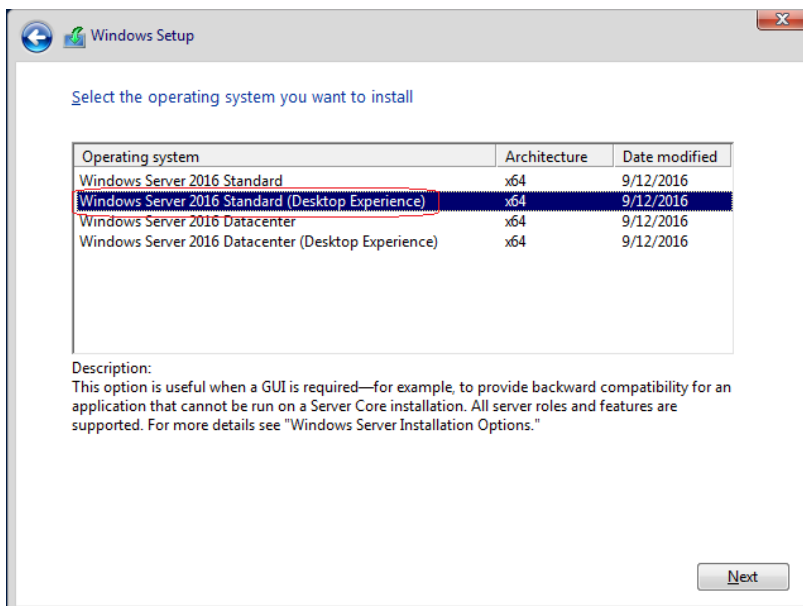 Windows Setup
Select the operating system you want to install
Operating system Architecture Date modified
Windows Server 2016 Standard x64 9/12/2016
Windows Server 2016 Standard (Desktop Experience) x64 9/12/2016
Windows Server 2016 Datacenter x64 9/12/2016
Windows Server 2016 Datacenter (Desktop Experience) x64 9/12/2016
Description:
This option is useful when a GUI is required—for example, to provide backward compatibility for an
application that cannot be run on a Server Core installation. All server roles and features are
supported. For more details see "Windows Server Installation Options."
Next